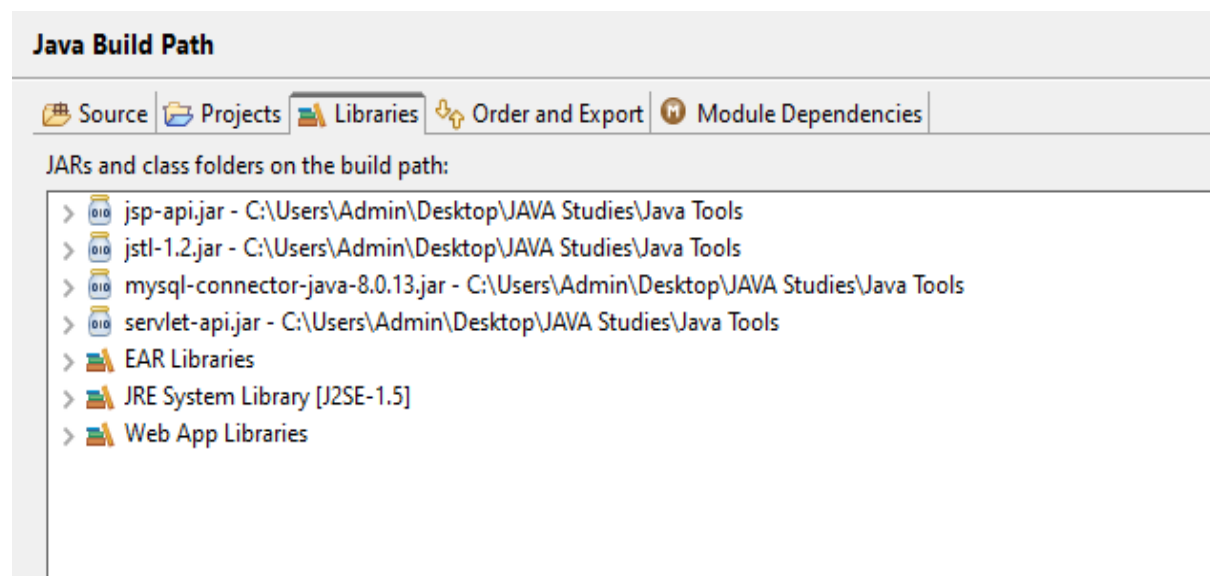 Java Build Path
Source Projects Libraries Order and Export Module Dependencies
JARs and class folders on the build path:
jsp-api.jar - C:\Users\Admin\Desktop\JAVA Studies\Java Tools
jstl-1.2.jar - C:\Users\Admin\Desktop\JAVA Studies\Java Tools
mysql-connector-java-8.0.13.jar - C:\Users\Admin\Desktop\JAVA Studies\Java Tools
servlet-api.jar - C:\Users\Admin\Desktop\JAVA Studies\Java Tools
EAR Libraries
JRE System Library [J2SE-1.5]
Web App Libraries